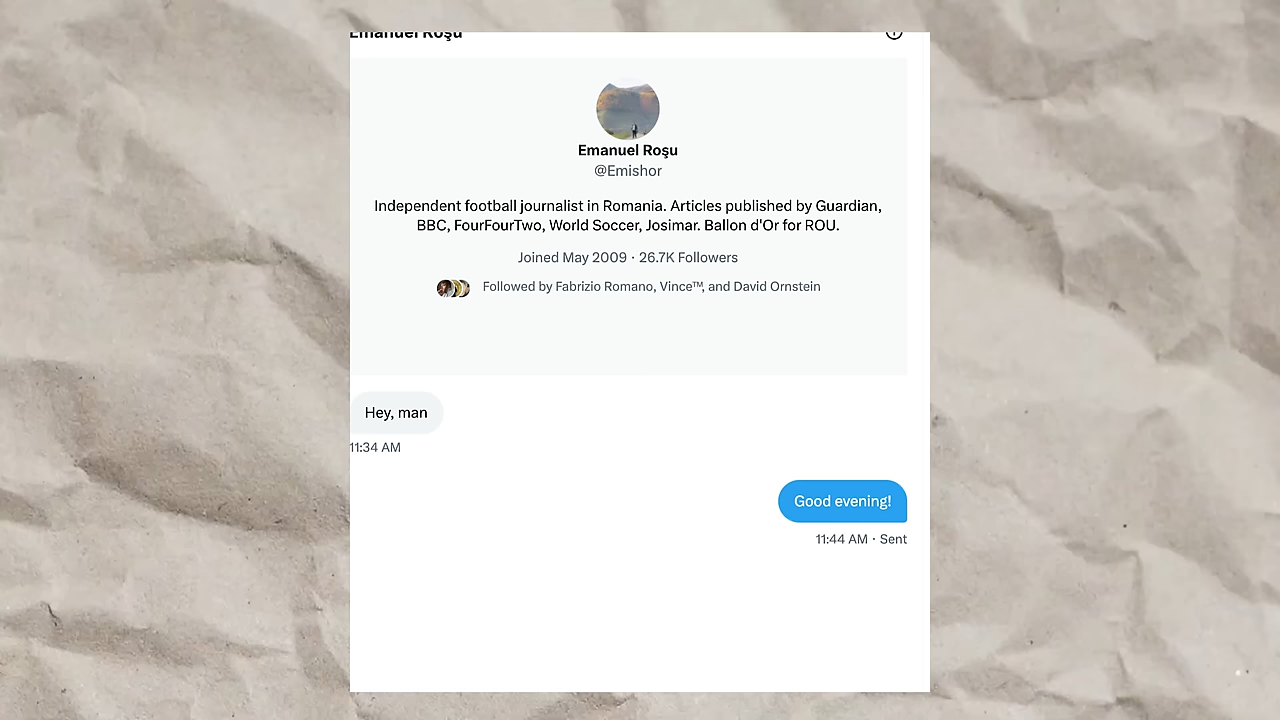 Emanuel Roşu
Emanuel Roşu
@Emishor
Independent football journalist in Romania. Articles published by Guardian,
BBC, FourFourTwo, World Soccer, Josimar. Ballon d'Or for ROU.
Joined May 2009 · 26.7K Followers
Followed by Fabrizio Romano, Vince™, and David Ornstein
Hey, man
11:34 AM
Good evening!
11:44 AM · Sent